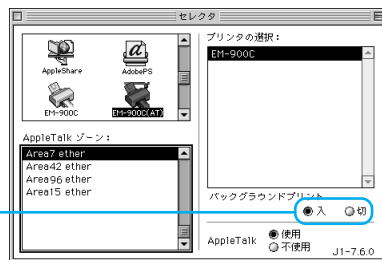 セレクタ
AppleShare
AdobePS
EM-900C
EM-900C(AT)
AppleTalk ゾーン：
Area7 ether
Area42 ether
Area96 ether
Area15 ether
プリンタの選択：
EM-900C
バックグラウンドプリント
入 切
AppleTalk
使用
不使用
J1-7.6.0